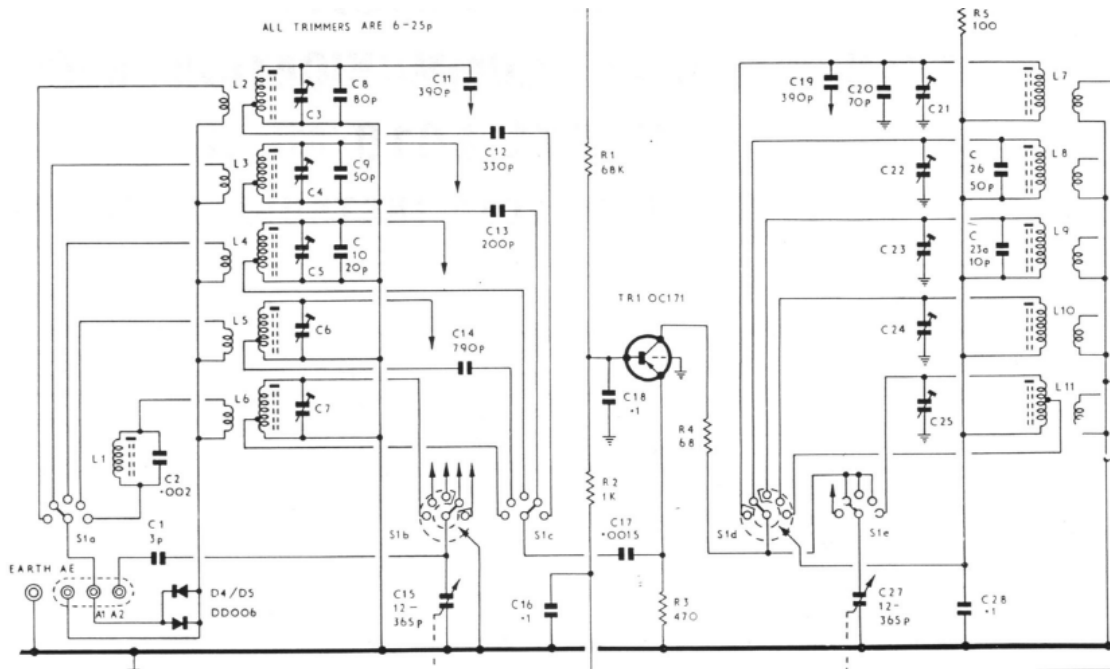 ALL TRIMMERS ARE 6-25p
R5
100
L2
C3
C8
80p
C11
390p
C19
390p
C20
70p
C21
L7
L3
C4
C9
50p
C12
330p
R1
68K
C22
C
26
50p
L8
L4
C5
C
10
20p
C13
200p
C23
C
23a
10p
L9
TR1 OC171
L5
C6
C14
790p
C24
L10
L6
C7
C18
·1
R4
68
C25
L11
L1
C2
·002
R2
1K
S1a
C1
3p
S1b
S1c
C17
·0015
S1d
S1e
EARTH AE
A1 A2
D4/D5
DD006
C15
12-
365p
C16
·1
R3
470
C27
12-
365p
C28
·1